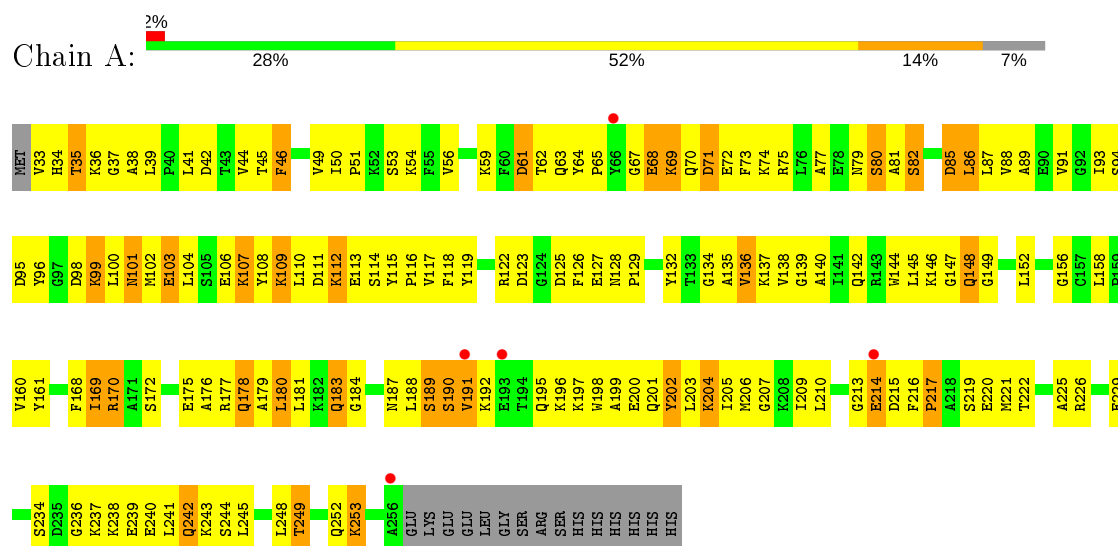 2%
Chain A:
28% 52% 14% 7%
MET V33 H34 T35 K36 G37 A38 L39 P40 L41 D42 T43 V44 T45 F46 V49 I50 P51 K52 S53 K54 F55 V56 K59 F60 D61 T62 Q63 Y64 P65 Y66 G67 E68 K69 Q70 D71 E72 F73 K74 R75 L76 A77 E78 N79 S80 A81 S82 D85 L86 L87 V88 A89 E90 V91 G92 I93 S94
D95 Y96 G97 D98 K99 L100 N101 M102 E103 L104 S105 E106 K107 Y108 K109 L110 D111 K112 E113 S114 Y115 P116 V117 F118 Y119 R122 D123 G124 D125 F126 E127 N128 P129 Y132 T133 G134 A135 V136 K137 V138 G139 A140 I141 Q142 R143 W144 L145 K146 G147 Q148 G149 L152 G156 C157 L158 P159
V160 Y161 F168 I169 R170 A171 S172 E175 A176 R177 Q178 A179 L180 L181 K182 Q183 G184 N187 L188 S189 S190 V191 K192 E193 T194 Q195 K196 K197 W198 A199 E200 Q201 Y202 L203 K204 I205 M206 G207 K208 I209 L210 G213 E214 D215 F216 P217 A218 S219 E220 M221 T222 A225 R226 E229
S234 D235 G236 K237 K238 E239 E240 L241 Q242 K243 S244 L245 L248 T249 Q252 K253 A256 GLU LYS GLU GLU LEU GLY SER ARG SER HIS HIS HIS HIS HIS HIS